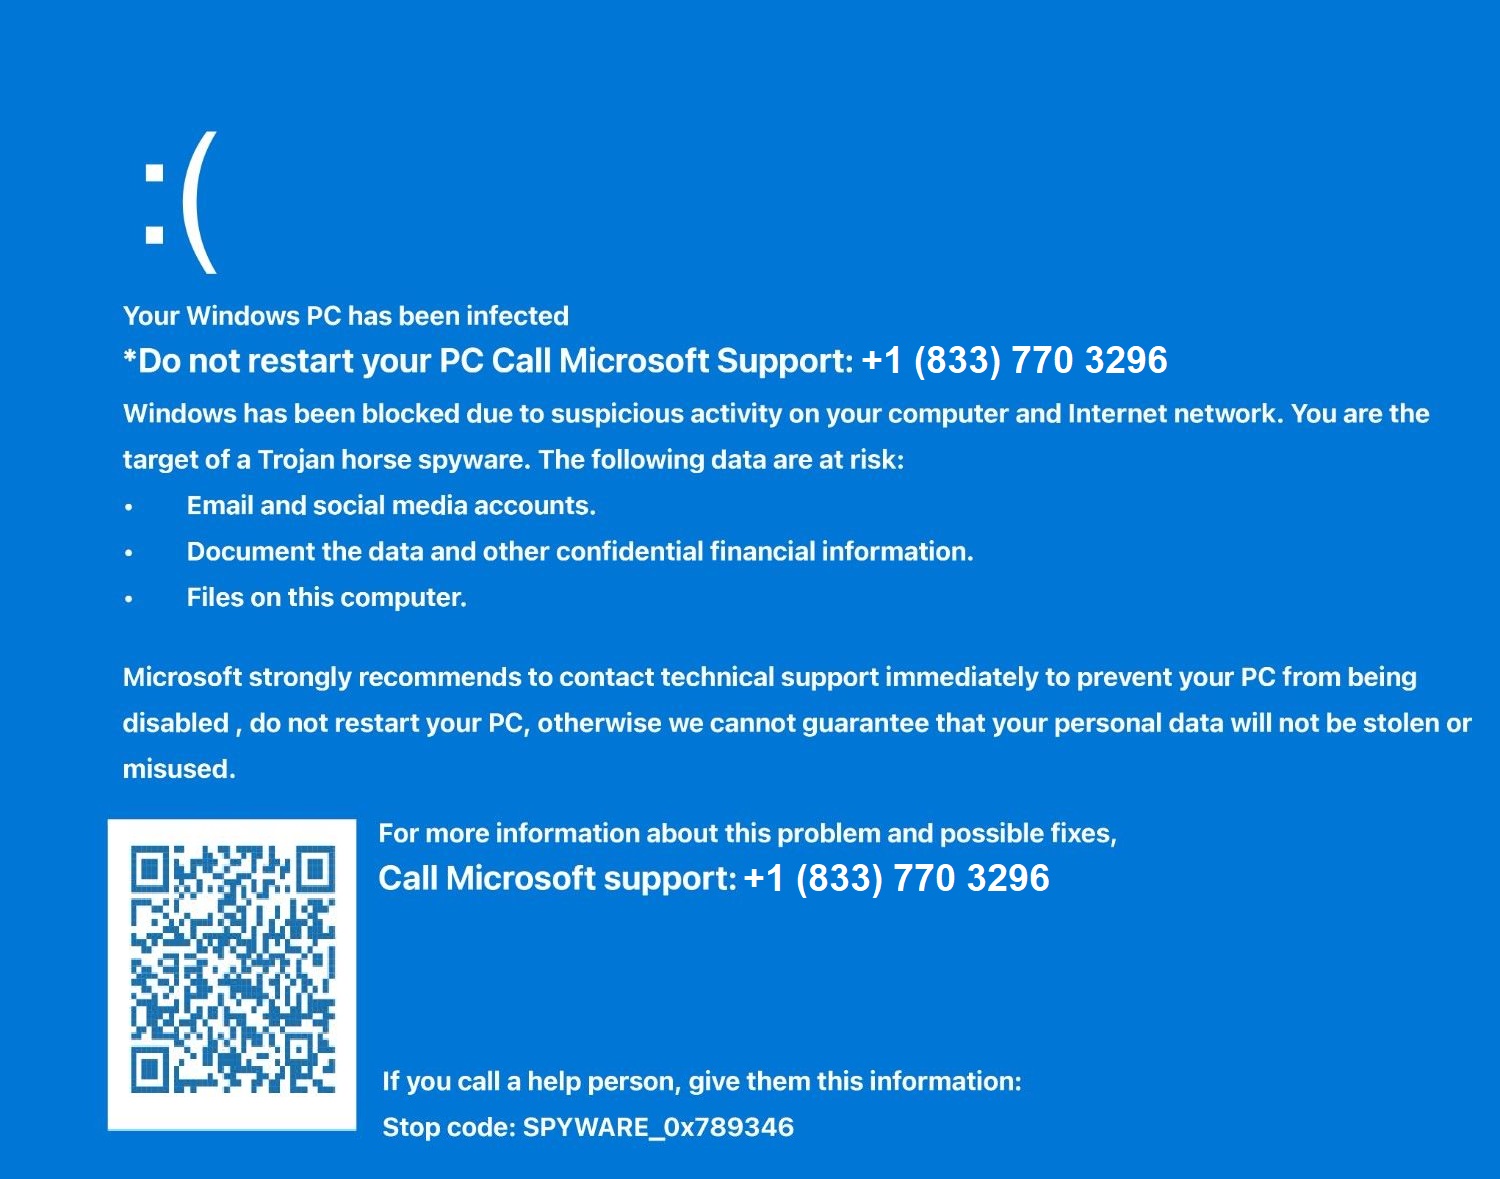 :(
Your Windows PC has been infected
*Do not restart your PC Call Microsoft Support: +1 (833) 770 3296
Windows has been blocked due to suspicious activity on your computer and Internet network. You are the
target of a Trojan horse spyware. The following data are at risk:
• Email and social media accounts.
• Document the data and other confidential financial information.
• Files on this computer.
Microsoft strongly recommends to contact technical support immediately to prevent your PC from being
disabled , do not restart your PC, otherwise we cannot guarantee that your personal data will not be stolen or
misused.
For more information about this problem and possible fixes,
Call Microsoft support: +1 (833) 770 3296
If you call a help person, give them this information:
Stop code: SPYWARE_0x789346